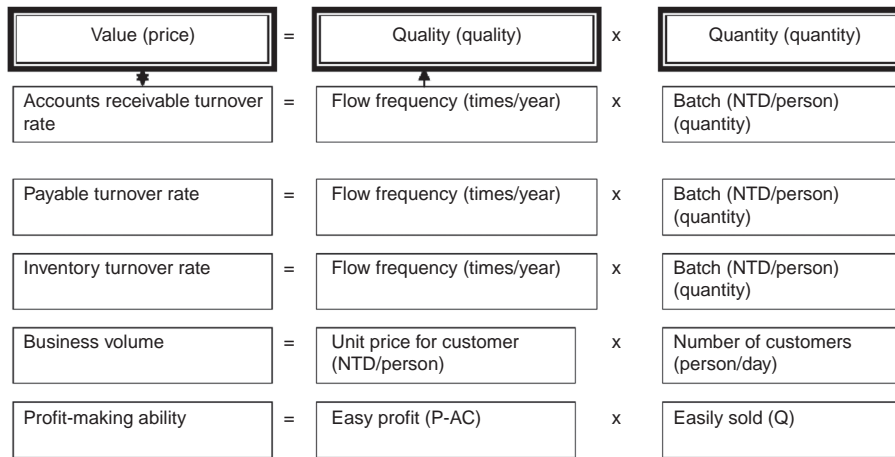 Value (price) = Quality (quality) x Quantity (quantity)
Accounts receivable turnover = Flow frequency (times/year) x Batch (NTD/person)
rate (quantity)
Payable turnover rate = Flow frequency (times/year) x Batch (NTD/person)
(quantity)
Inventory turnover rate = Flow frequency (times/year) x Batch (NTD/person)
(quantity)
Business volume = Unit price for customer x Number of customers
(NTD/person) (person/day)
Profit-making ability = Easy profit (P-AC) x Easily sold (Q)